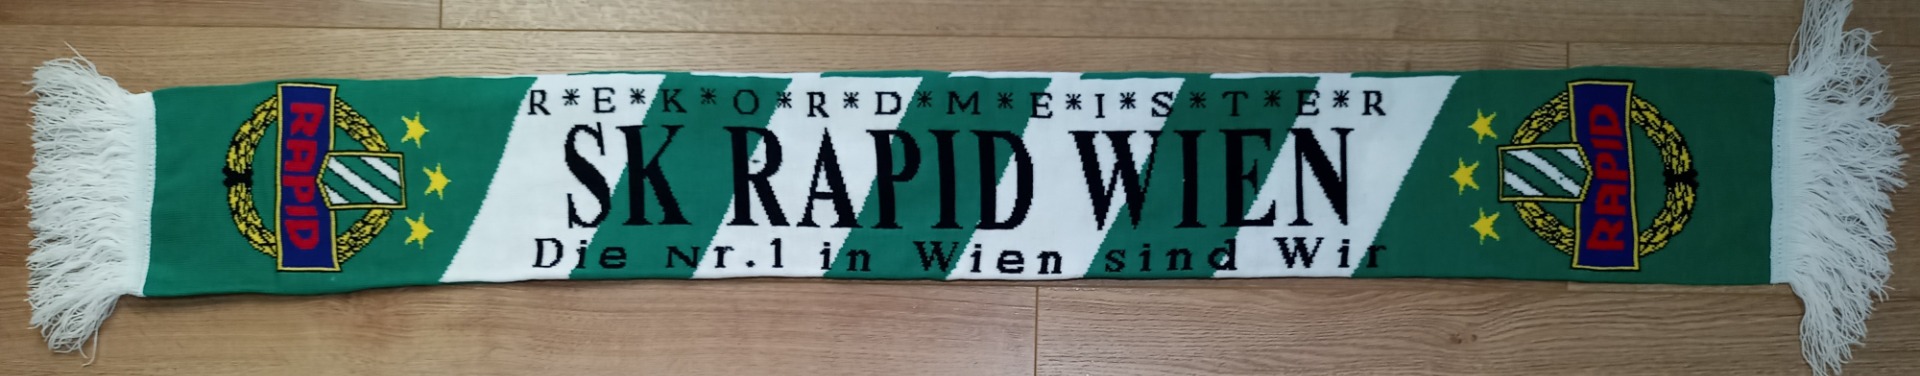 R*E*K*O*R*D*M*E*I*S*T*E*R
SK RAPID WIEN
Die Nr.1 in Wien sind Wir
RAPID
RAPID